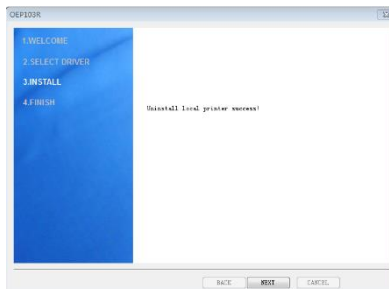 OEP103R
1.WELCOME
2.SELECT DRIVER
3.INSTALL
4.FINISH
Uninstall local printer success!
BACK NEXT CANCEL